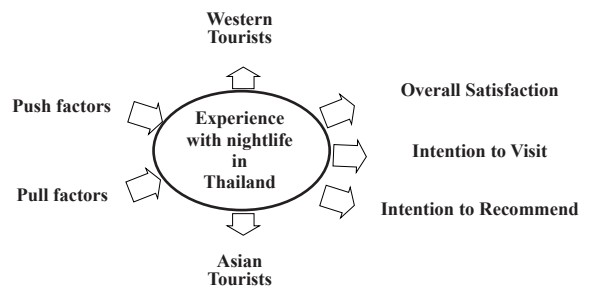 Western
Tourists
Push factors
Pull factors
Experience
with nightlife
in
Thailand
Overall Satisfaction
Intention to Visit
Intention to Recommend
Asian
Tourists